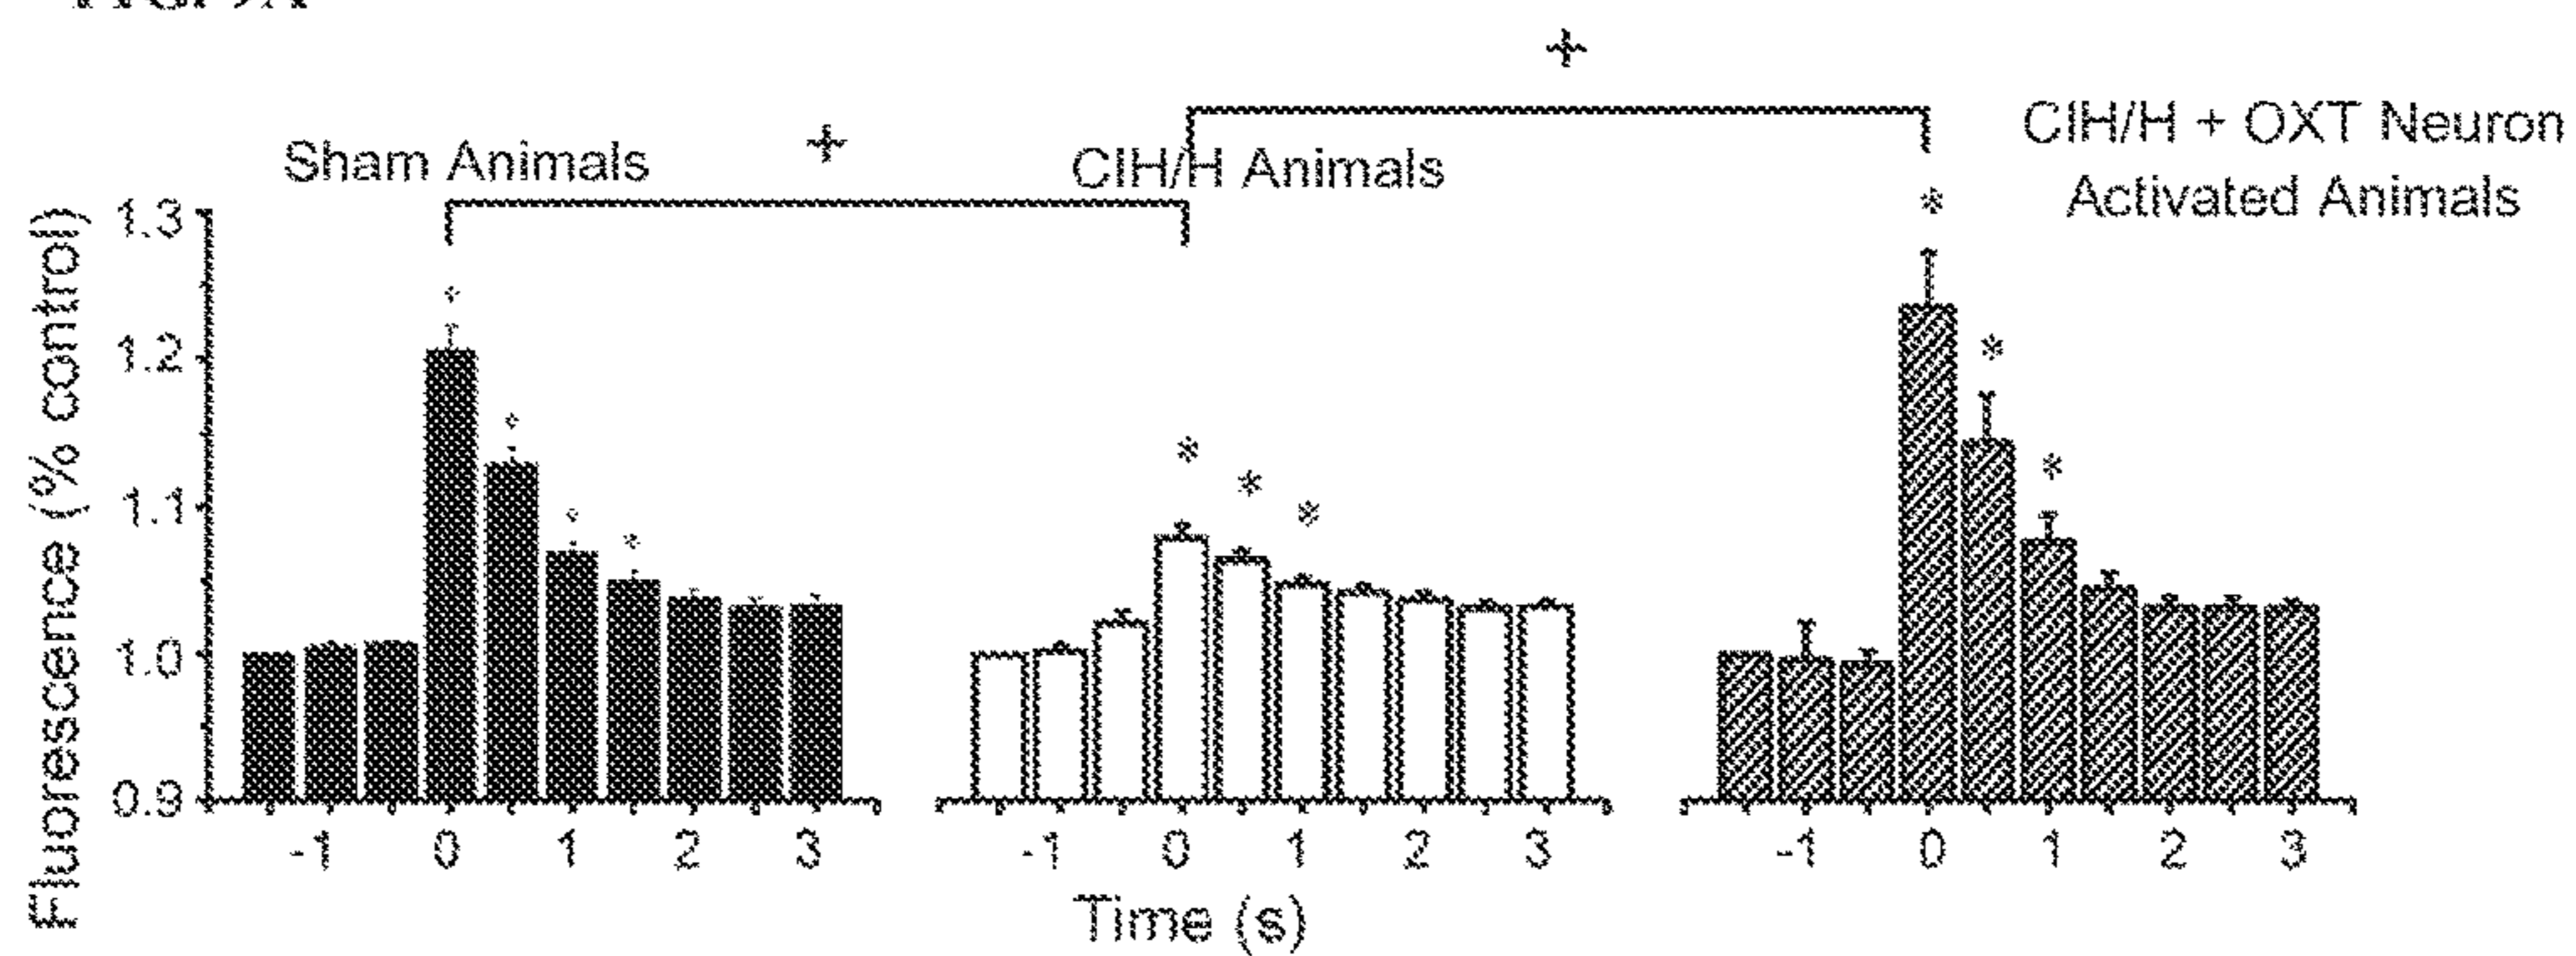 +
Sham Animals
+
CIH/H Animals
CIH/H + OXT Neuron
Activated Animals
Fluorescence (% control)
1.3
1.2
1.1
1.0
0.9
* * * *
* * *
* * *
-1 0 1 2 3
-1 0 1 2 3
-1 0 1 2 3
Time (s)